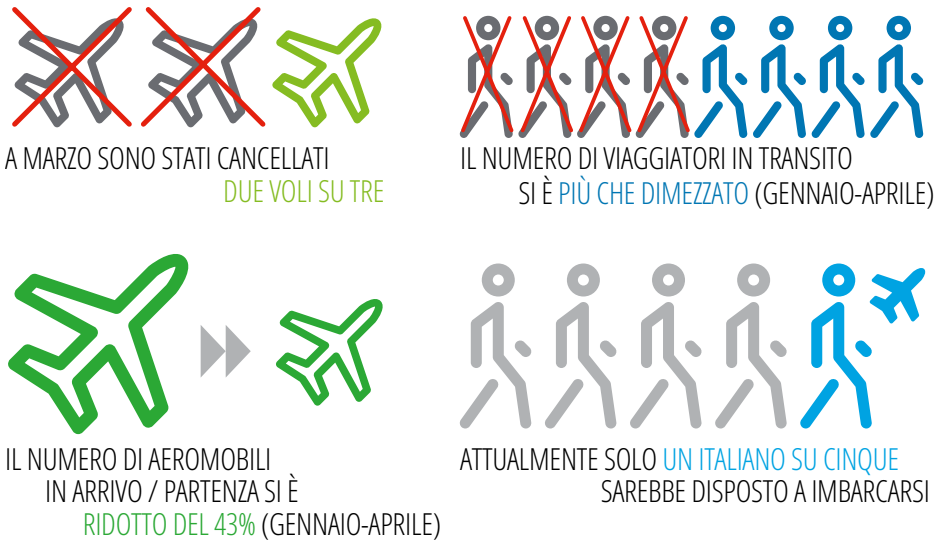 A MARZO SONO STATI CANCELLATI
DUE VOLI SU TRE
IL NUMERO DI VIAGGIATORI IN TRANSITO
SI È PIÙ CHE DIMEZZATO (GENNAIO-APRILE)
IL NUMERO DI AEROMOBILI
IN ARRIVO / PARTENZA SI È
RIDOTTO DEL 43% (GENNAIO-APRILE)
ATTUALMENTE SOLO UN ITALIANO SU CINQUE
SAREBBE DISPOSTO A IMBARCARSI